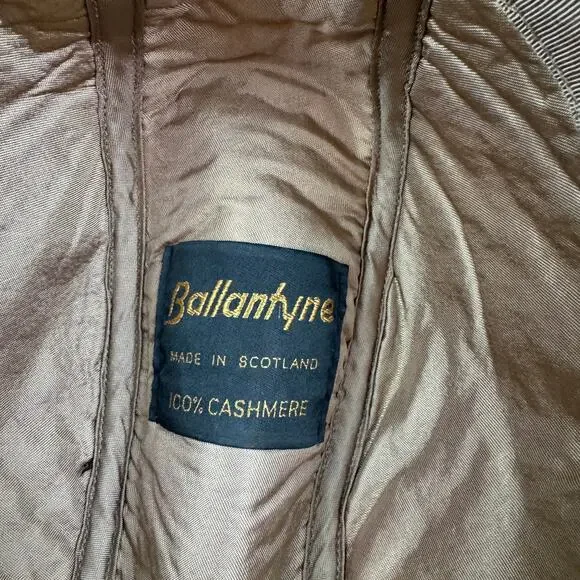 Ballantyne
MADE IN SCOTLAND
100% CASHMERE